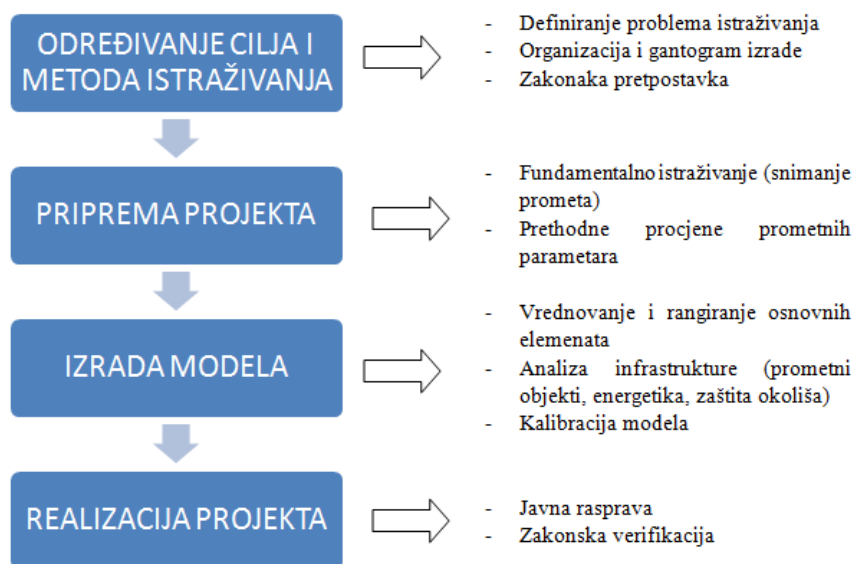 ODREĐIVANJE CILJA I
METODA ISTRAŽIVANJA
- Definiranje problema istraživanja
- Organizacija i gantogram izrade
- Zakonaka pretpostavka
PRIPREMA PROJEKTA
- Fundamentalno istraživanje (snimanje
prometa)
- Prethodne procjene prometnih
parametara
IZRADA MODELA
- Vrednovanje i rangiranje osnovnih
elemenata
- Analiza infrastrukture (prometni
objekti, energetika, zaštita okoliša)
- Kalibracija modela
REALIZACIJA PROJEKTA
- Javna rasprava
- Zakonska verifikacija